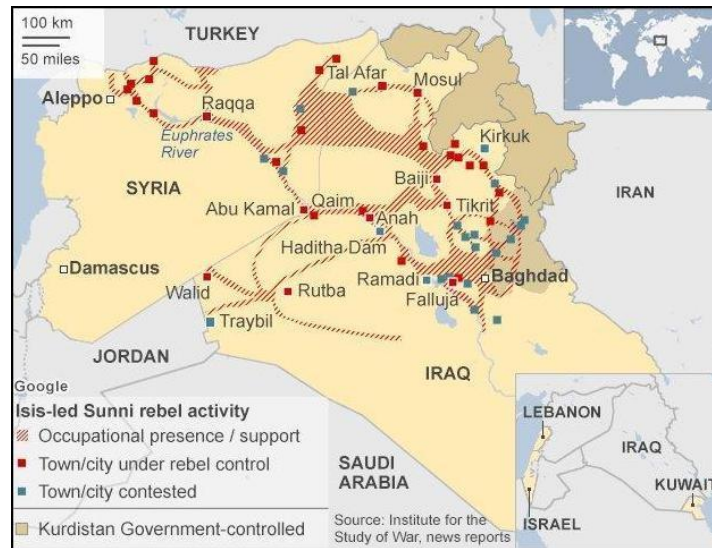 100 km
50 miles
TURKEY
Tal Afar
Mosul
Aleppo
Raqqa
Euphrates
River
Kirkuk
SYRIA
Baiji
IRAN
Abu Kamal
Qaim
Anah
Tikrit
Haditha Dam
Damascus
Ramadi
Baghdad
Walid
Rutba
Falluja
Traybil
JORDAN
IRAQ
Google
Isis-led Sunni rebel activity
Occupational presence / support
Town/city under rebel control
Town/city contested
Kurdistan Government-controlled
SAUDI
ARABIA
Source: Institute for the
Study of War, news reports
LEBANON
IRAQ
KUWAIT
ISRAEL